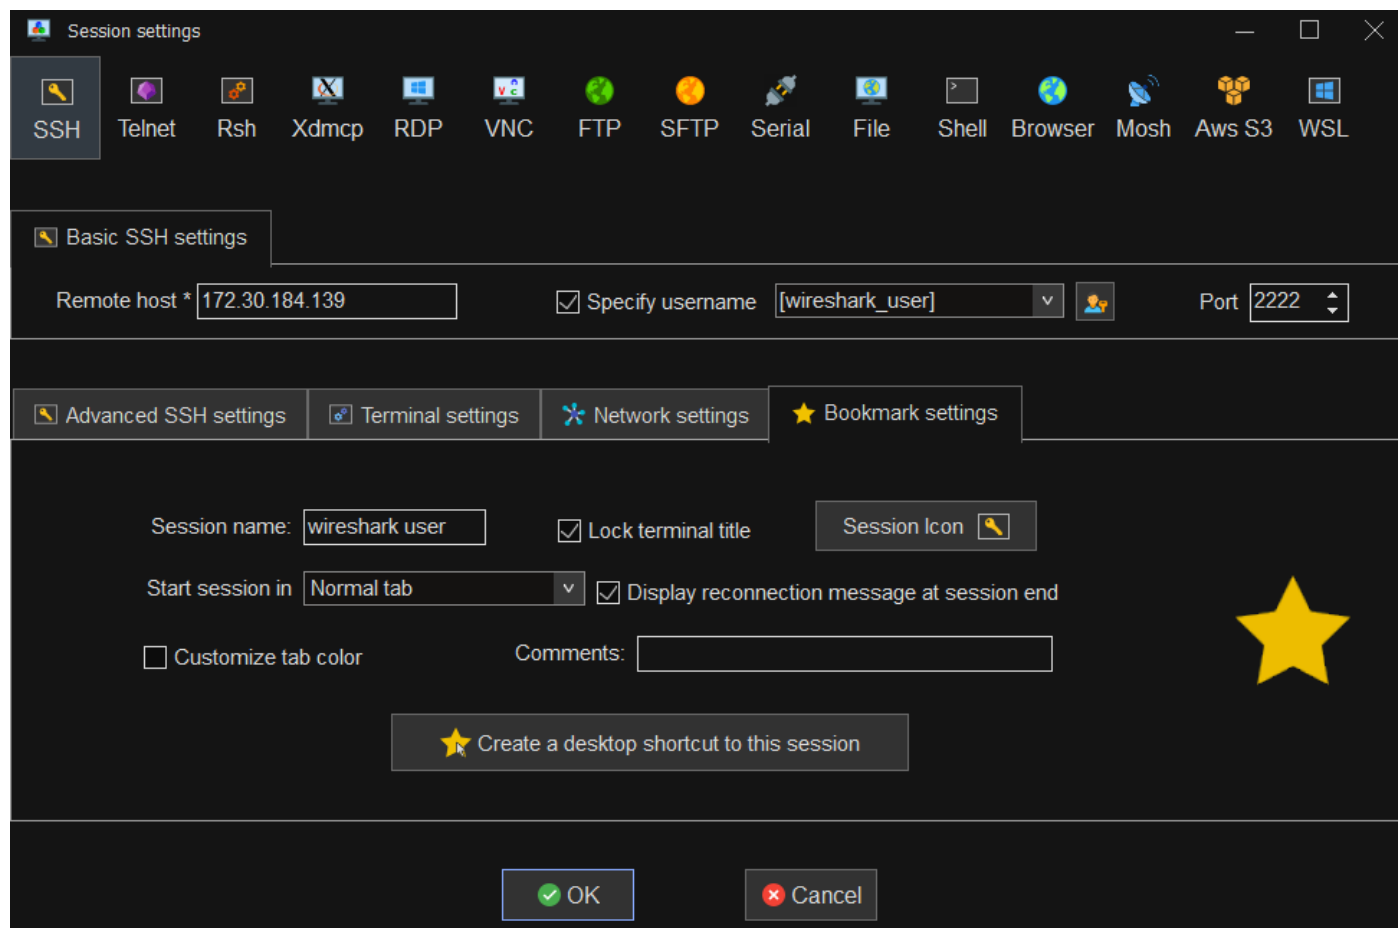 Session settings
SSH Telnet Rsh Xdmcp RDP VNC FTP SFTP Serial File Shell Browser Mosh Aws S3 WSL
Basic SSH settings
Remote host * 172.30.184.139 Specify username [wireshark_user] Port 2222
Advanced SSH settings Terminal settings Network settings Bookmark settings
Session name: wireshark user Lock terminal title Session Icon
Start session in Normal tab Display reconnection message at session end
Customize tab color Comments:
Create a desktop shortcut to this session
OK Cancel